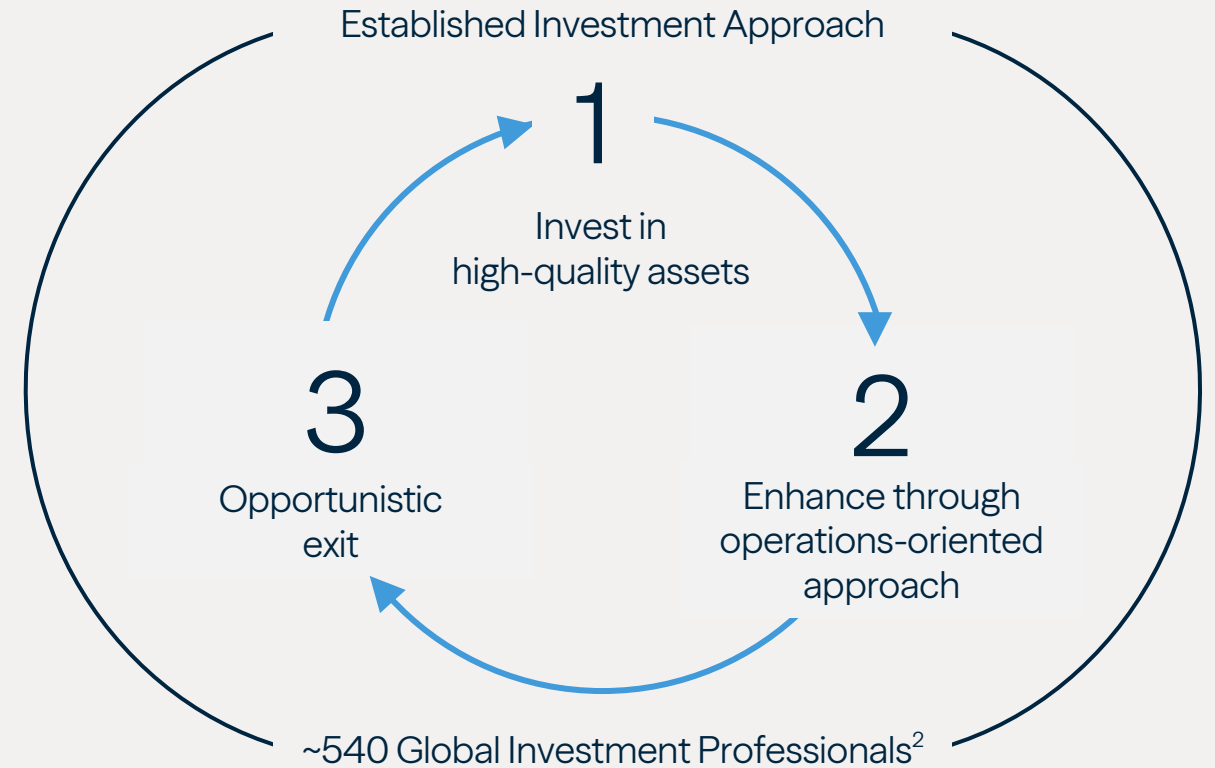 Established Investment Approach
1
Invest in
high-quality assets
2
Enhance through
operations-oriented
approach
3
Opportunistic
exit
~540 Global Investment Professionals²